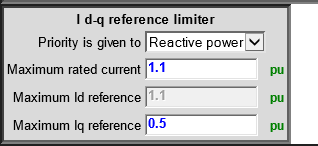 I d-q reference limiter
Priority is given to Reactive power
Maximum rated current 1.1 pu
Maximum Id reference 1.1
Maximum Iq reference 0.5 pu